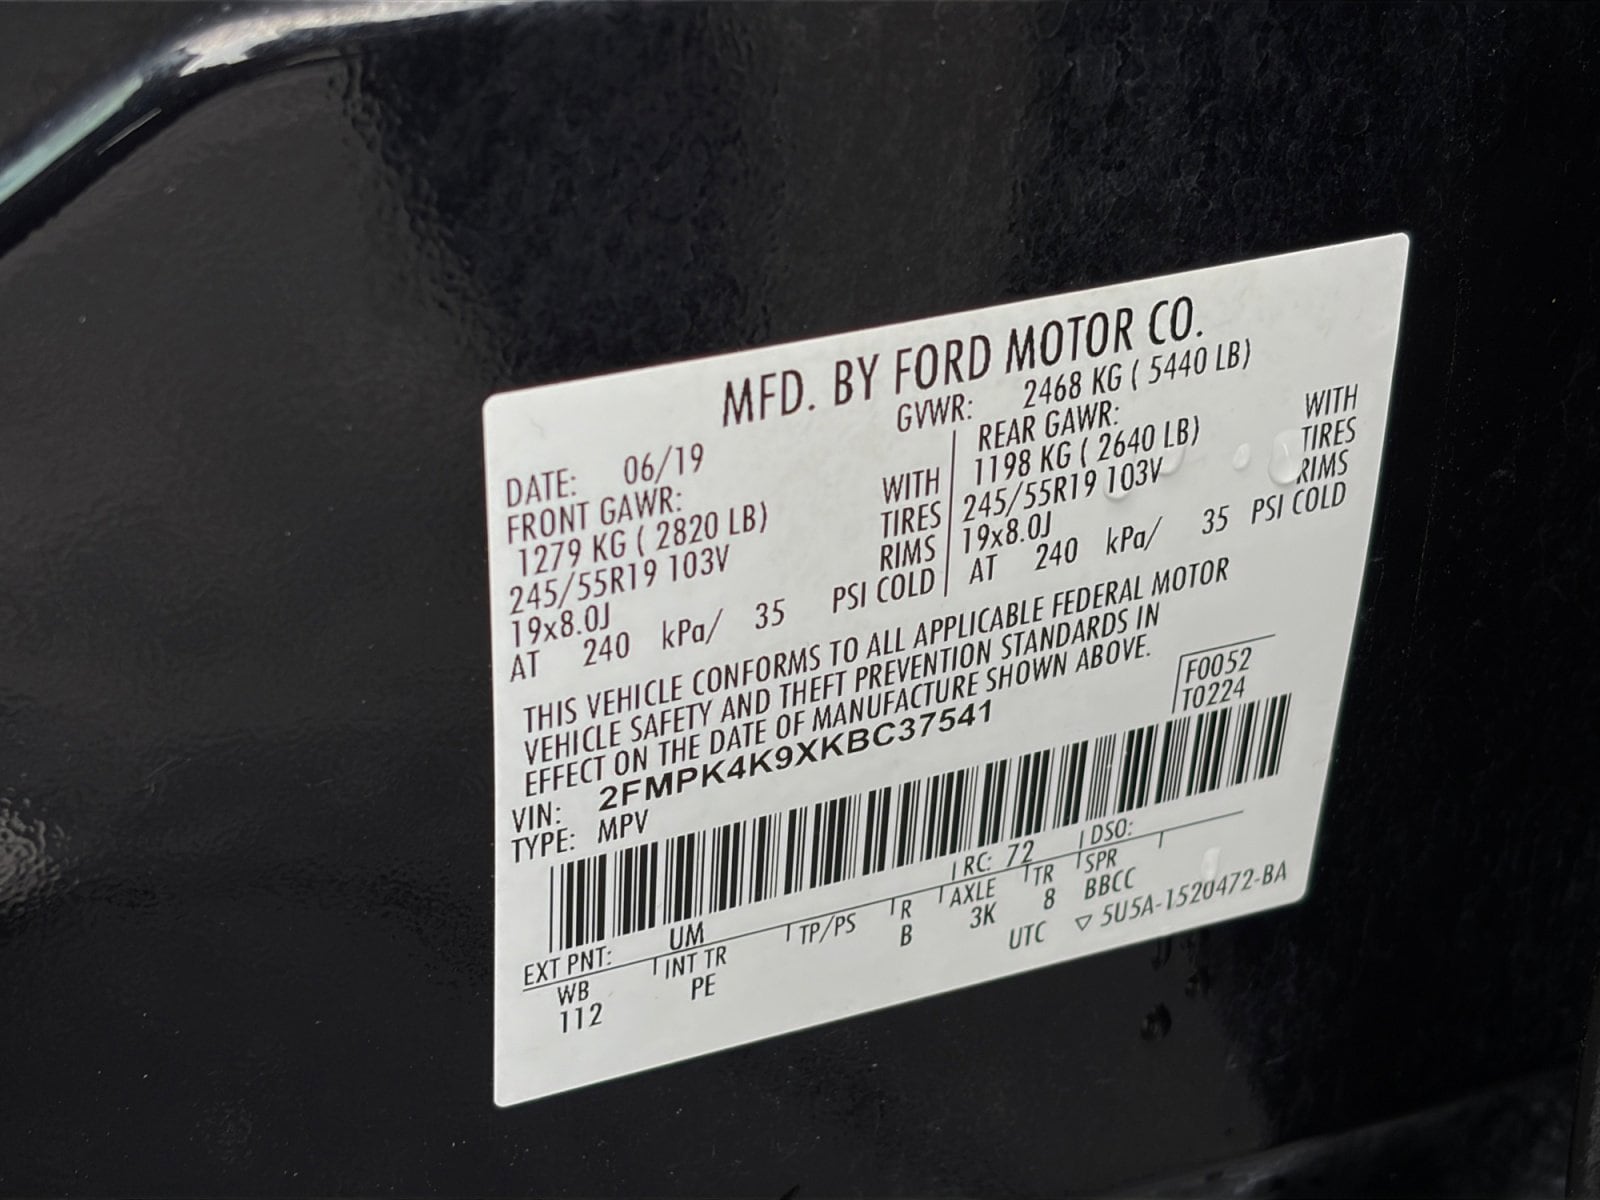 MFD. BY FORD MOTOR CO.
DATE: 06/19 GVWR: 2468 KG ( 5440 LB)
FRONT GAWR: REAR GAWR:
1279 KG ( 2820 LB) WITH 1198 KG ( 2640 LB) WITH
245/55R19 103V TIRES 245/55R19 103V TIRES
19x8.0J RIMS 19x8.0J RIMS
AT 240 kPa/ 35 PSI COLD AT 240 kPa/ 35 PSI COLD
THIS VEHICLE CONFORMS TO ALL APPLICABLE FEDERAL MOTOR
VEHICLE SAFETY AND THEFT PREVENTION STANDARDS IN
EFFECT ON THE DATE OF MANUFACTURE SHOWN ABOVE.
VIN: 2FMPK4K9XKBC37541 F0052
TYPE: MPV T0224
EXT PNT: UM RC: 72 DSO:
WB INT TR TP/PS R AXLE TR SPR
112 PE B 3K 8 BBCC
UTC ▽ 5U5A-1520472-BA